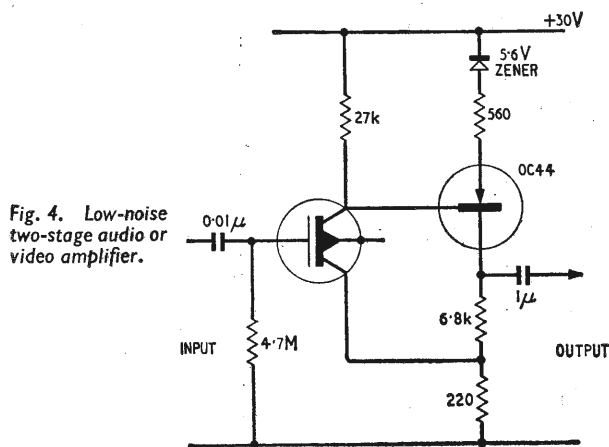 +30V
5·6V
ZENER
27k
560
OC44
Fig. 4. Low-noise
two-stage audio or
video amplifier.
0·01μ
1μ
6·8k
INPUT
4·7M
OUTPUT
220